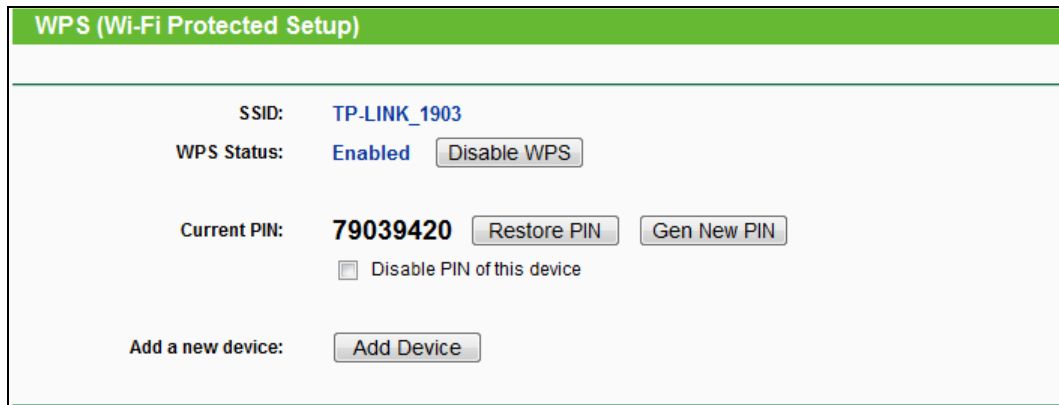 WPS (Wi-Fi Protected Setup)
SSID: TP-LINK_1903
WPS Status: Enabled Disable WPS
Current PIN: 79039420 Restore PIN Gen New PIN
Disable PIN of this device
Add a new device: Add Device